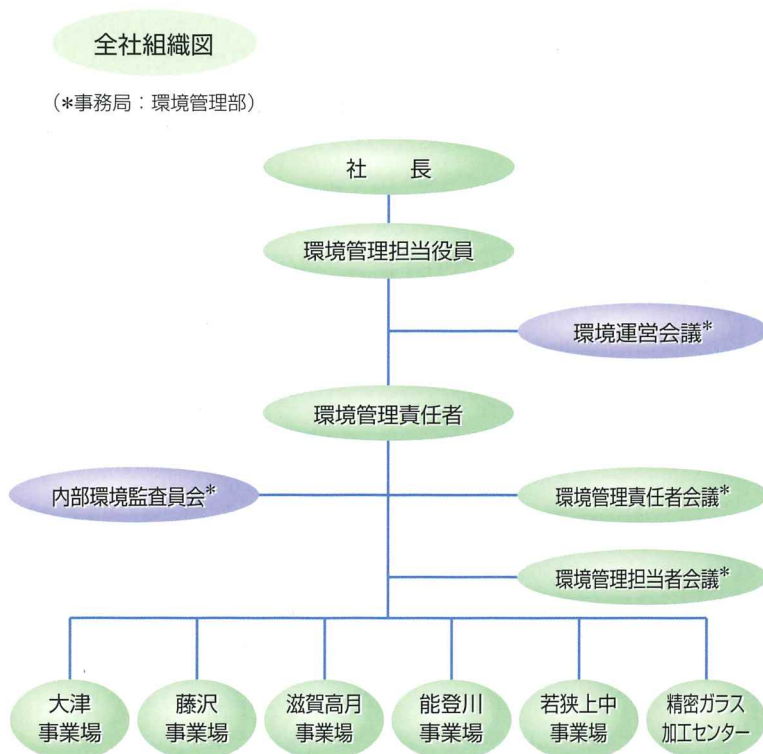 全社組織図
(*事務局：環境管理部)
社　長
環境管理担当役員
環境運営会議*
環境管理責任者
内部環境監査員会*
環境管理責任者会議*
環境管理担当者会議*
大津
事業場
藤沢
事業場
滋賀高月
事業場
能登川
事業場
若狭上中
事業場
精密ガラス
加工センター